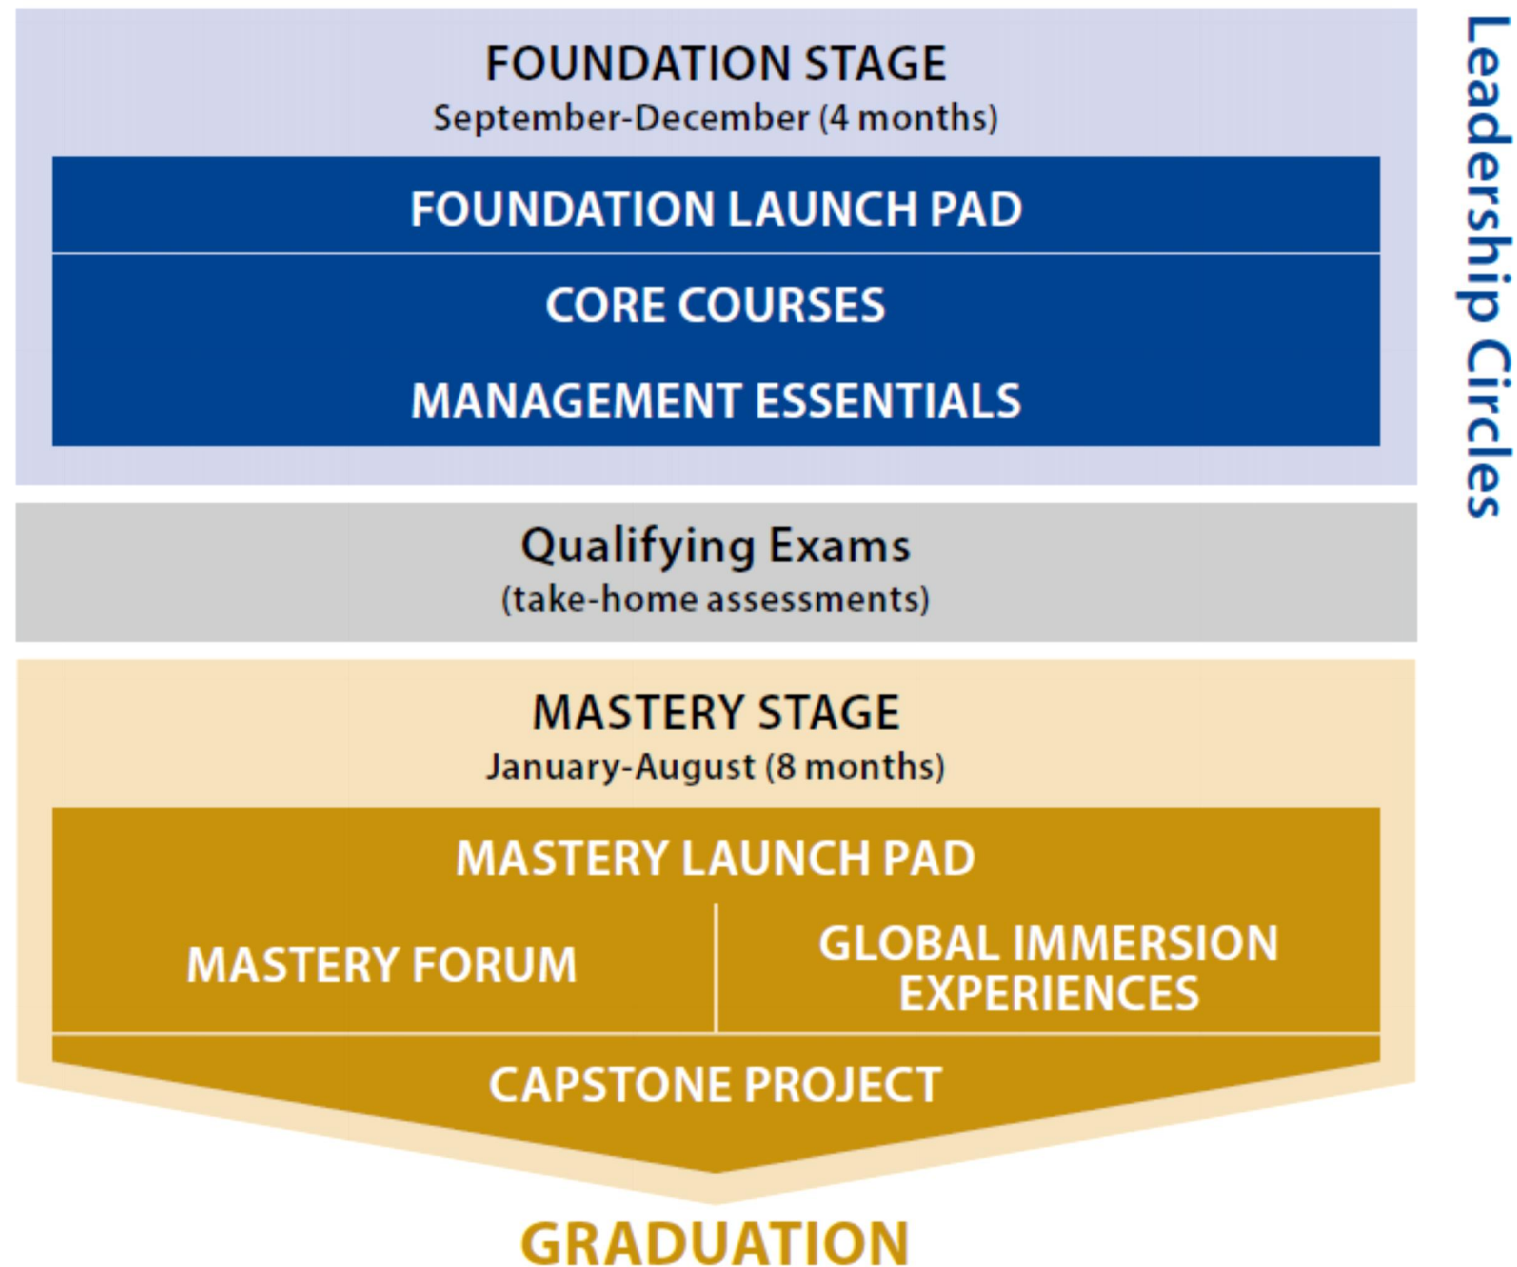 FOUNDATION STAGE
September-December (4 months)
FOUNDATION LAUNCH PAD
CORE COURSES
MANAGEMENT ESSENTIALS
Leadership Circles
Qualifying Exams
(take-home assessments)
MASTERY STAGE
January-August (8 months)
MASTERY LAUNCH PAD
MASTERY FORUM
GLOBAL IMMERSION
EXPERIENCES
CAPSTONE PROJECT
GRADUATION